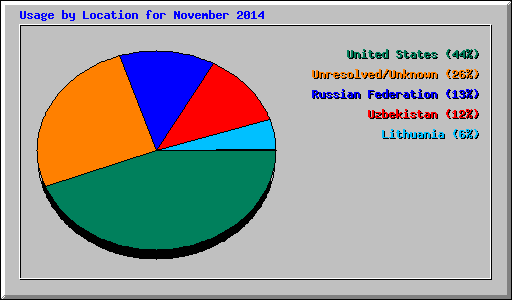 Usage by Location for November 2014
United States (44%)
Unresolved/Unknown (26%)
Russian Federation (13%)
Uzbekistan (12%)
Lithuania (6%)